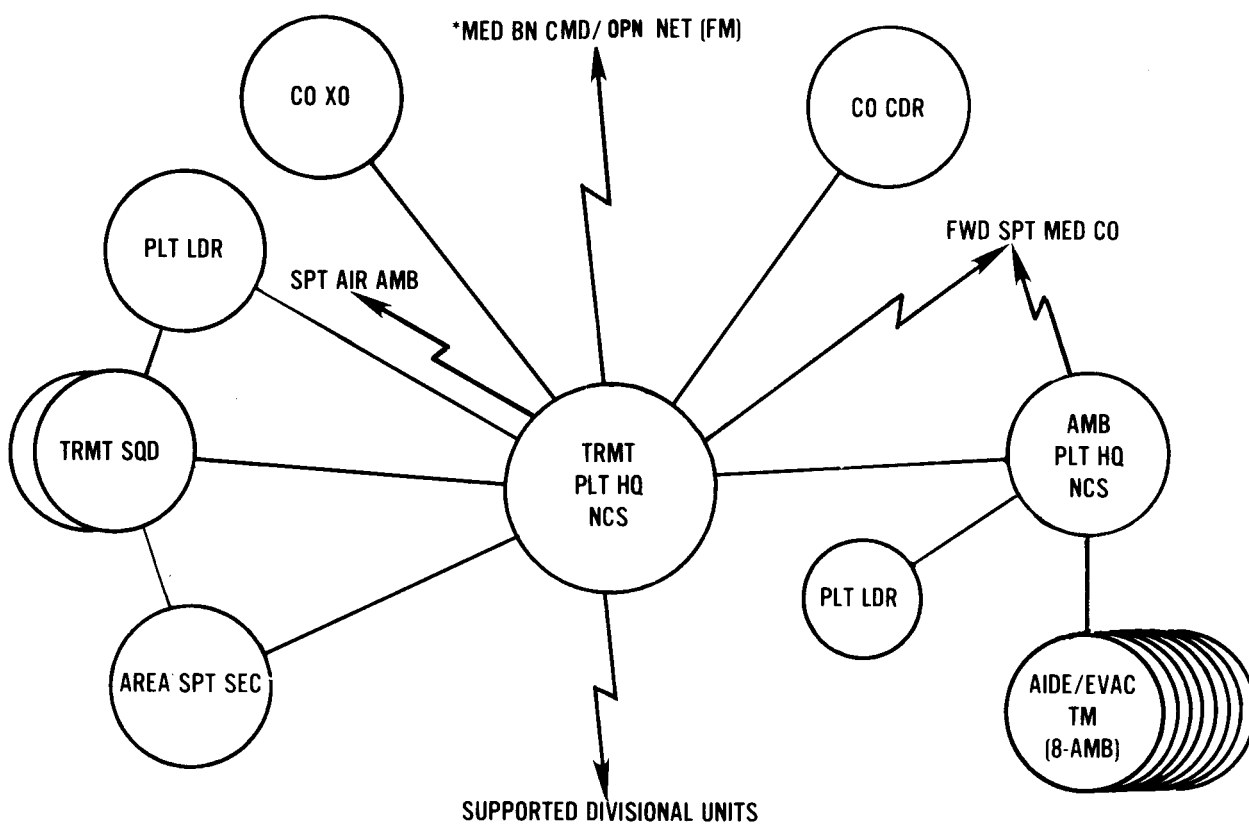 *MED BN CMD/ OPN NET (FM)
CO XO
CO CDR
PLT LDR
FWD SPT MED CO
SPT AIR AMB
TRMT SQD
TRMT
PLT HQ
NCS
AMB
PLT HQ
NCS
PLT LDR
AREA SPT SEC
AIDE/EVAC
TM
(8-AMB)
SUPPORTED DIVISIONAL UNITS